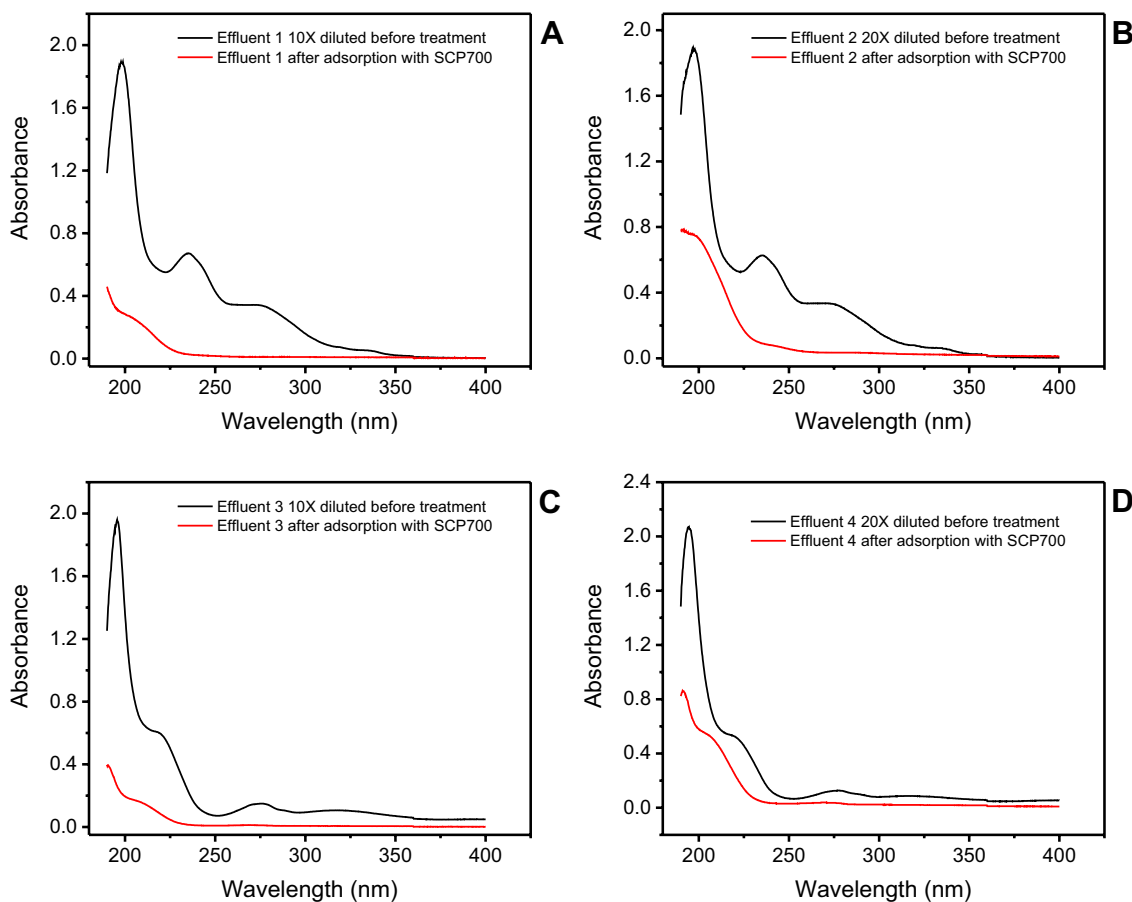 A
Effluent 1 10X diluted before treatment
Effluent 1 after adsorption with SCP700
2.0
1.6
1.2
0.8
0.4
0.0
Absorbance
200 250 300 350 400
Wavelength (nm)
B
Effluent 2 20X diluted before treatment
Effluent 2 after adsorption with SCP700
2.0
1.6
1.2
0.8
0.4
0.0
Absorbance
200 250 300 350 400
Wavelength (nm)
C
Effluent 3 10X diluted before treatment
Effluent 3 after adsorption with SCP700
2.0
1.6
1.2
0.8
0.4
0.0
Absorbance
200 250 300 350 400
Wavelength (nm)
D
2.4
Effluent 4 20X diluted before treatment
Effluent 4 after adsorption with SCP700
2.0
1.6
1.2
0.8
0.4
0.0
Absorbance
200 250 300 350 400
Wavelength (nm)